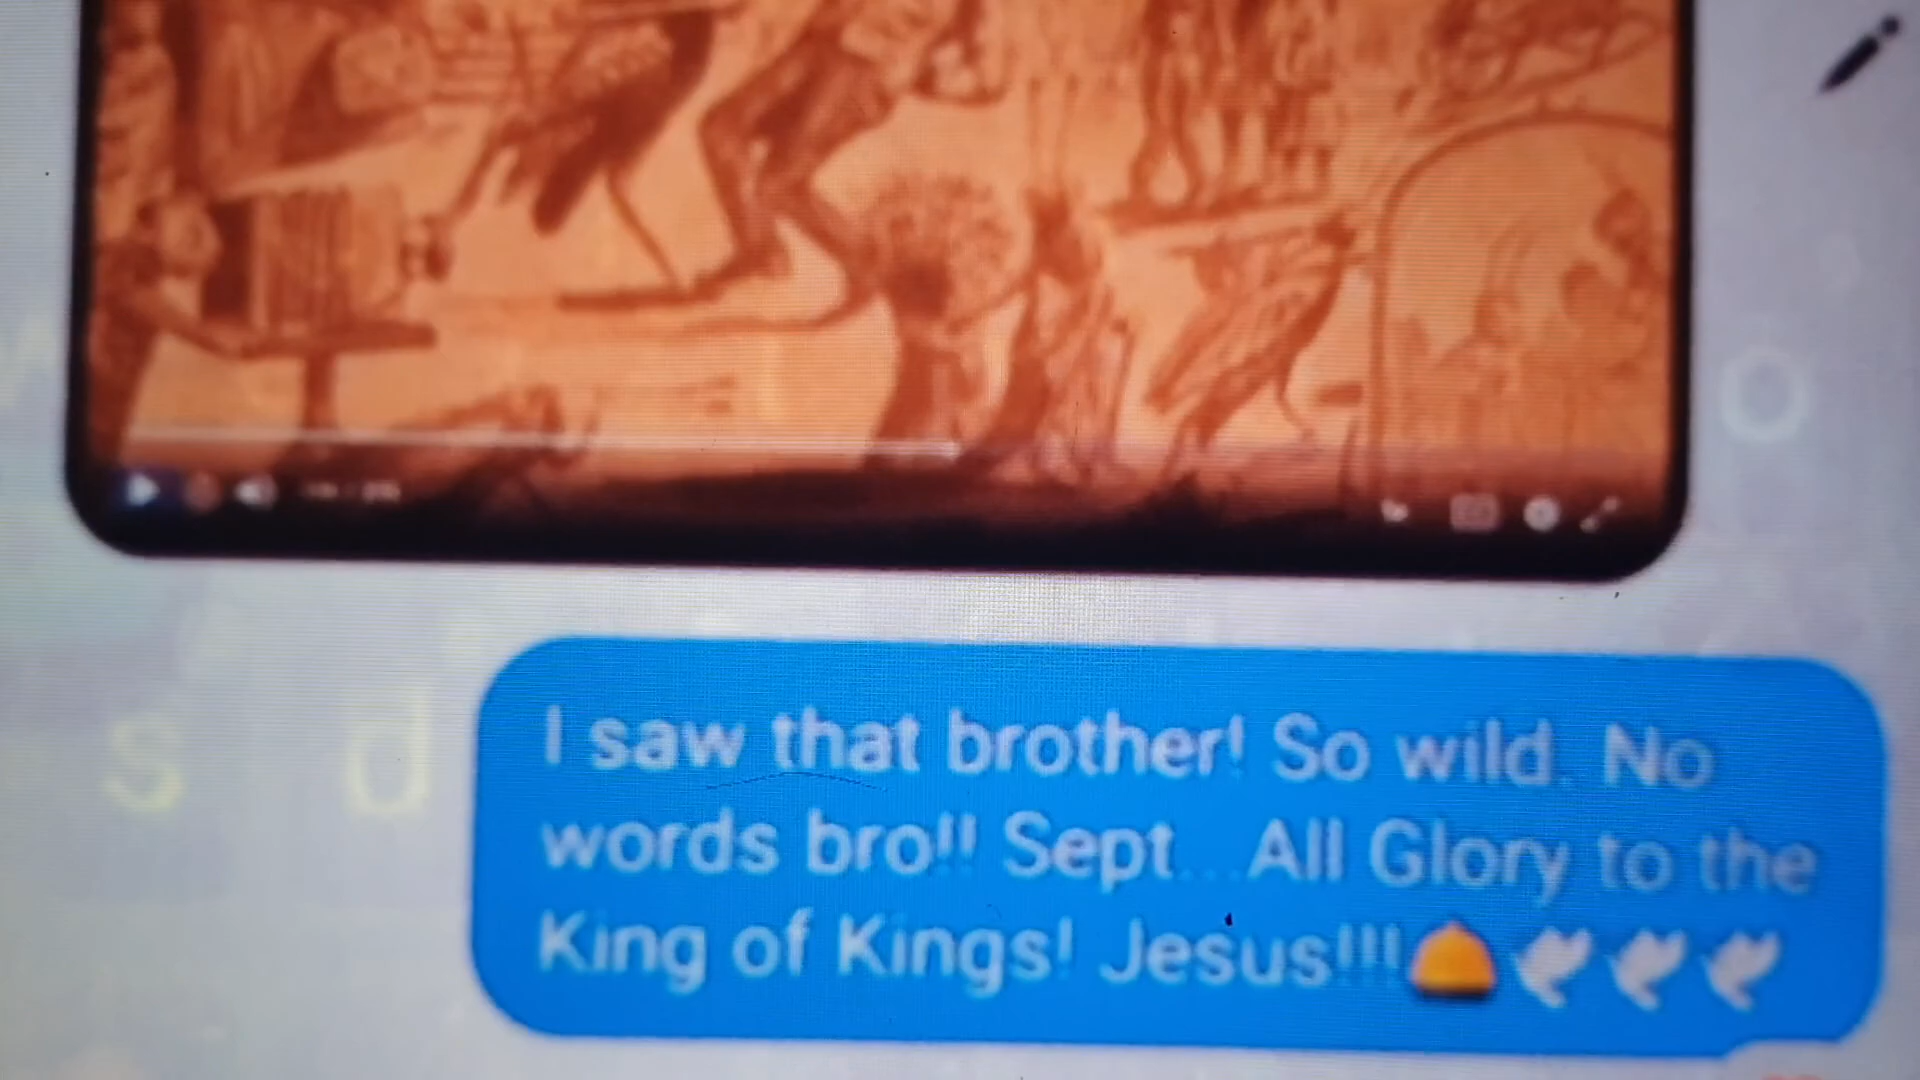 o
s d
I saw that brother! So wild. No
words bro!! Sept...All Glory to the
King of Kings! Jesus!!!🛎️🕊️🕊️🕊️